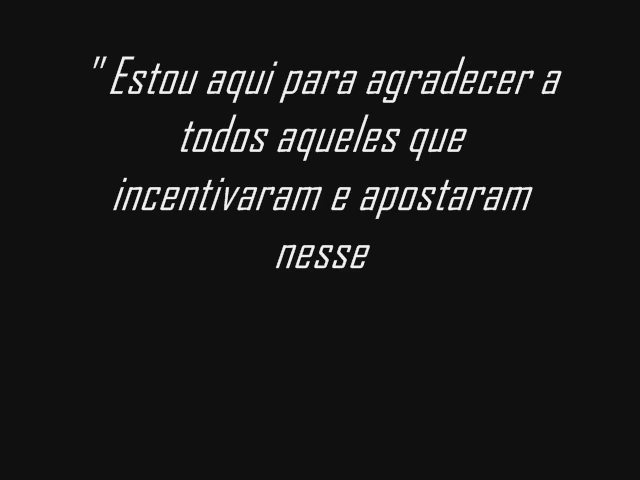 " Estou aqui para agradecer a
todos aqueles que
incentivaram e apostaram
nesse